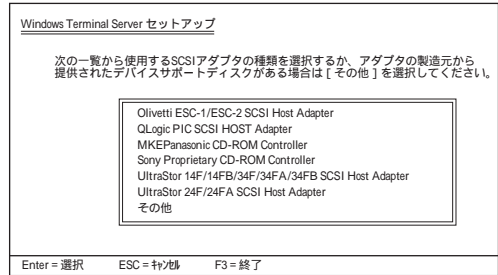 Windows Terminal Server セットアップ
次の一覧から使用するSCSIアダプタの種類を選択するか、アダプタの製造元から
提供されたデバイスサポートディスクがある場合は [ その他 ] を選択してください。
Olivetti ESC-1/ESC-2 SCSI Host Adapter
QLogic PIC SCSI HOST Adapter
MKEPanasonic CD-ROM Controller
Sony Proprietary CD-ROM Controller
UltraStor 14F/14FB/34F/34FA/34FB SCSI Host Adapter
UltraStor 24F/24FA SCSI Host Adapter
その他
Enter = 選択 ESC = ｷｬﾝｾﾙ F3 = 終了